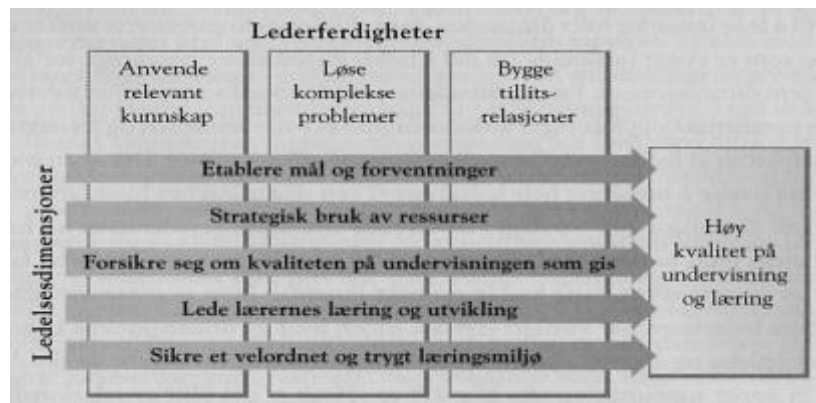 Lederferdigheter
Anvende
relevant
kunnskap
Løse
komplekse
problemer
Bygge
tillits-
relasjoner
Ledelsesdimensjoner
Etablere mål og forventninger
Strategisk bruk av ressurser
Forsikre seg om kvaliteten på undervisningen som gis
Lede lærernes læring og utvikling
Sikre et velordnet og trygt læringsmiljø
Høy
kvalitet på
undervisning
og læring